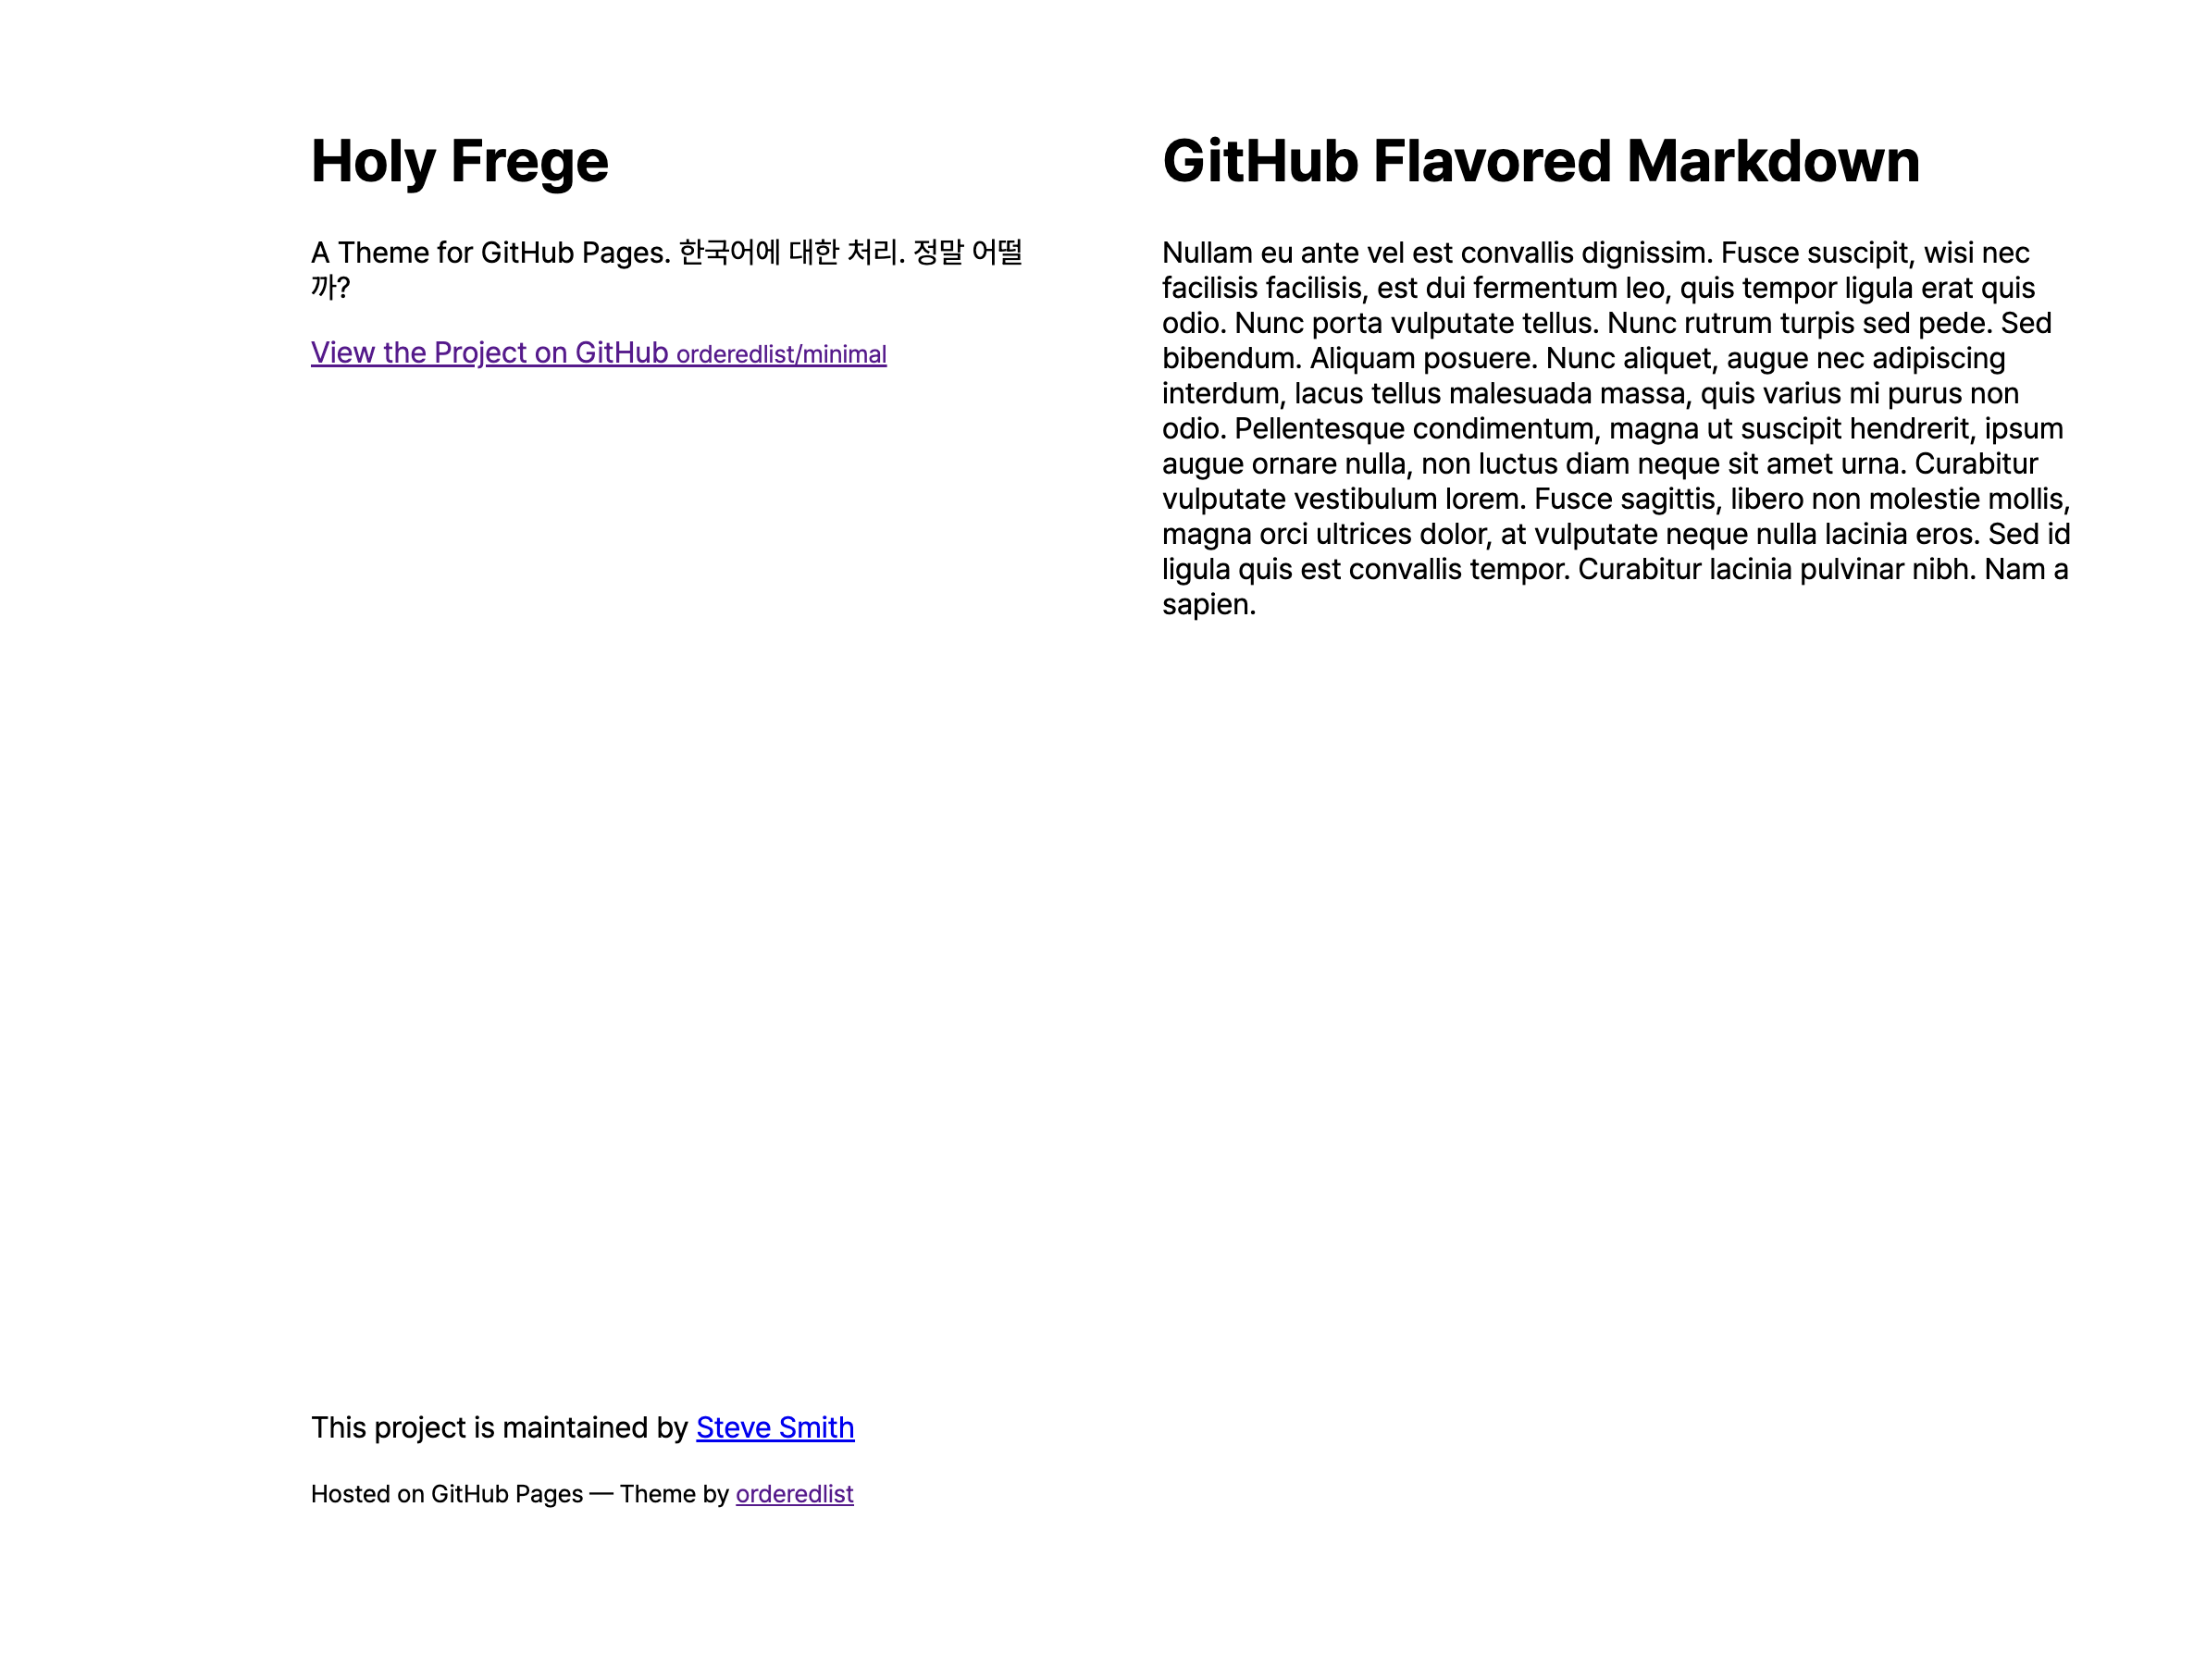 Holy Frege
A Theme for GitHub Pages. 한국어에 대한 처리. 정말 어떨
까?
View the Project on GitHub orderedlist/minimal
GitHub Flavored Markdown
Nullam eu ante vel est convallis dignissim. Fusce suscipit, wisi nec
facilisis facilisis, est dui fermentum leo, quis tempor ligula erat quis
odio. Nunc porta vulputate tellus. Nunc rutrum turpis sed pede. Sed
bibendum. Aliquam posuere. Nunc aliquet, augue nec adipiscing
interdum, lacus tellus malesuada massa, quis varius mi purus non
odio. Pellentesque condimentum, magna ut suscipit hendrerit, ipsum
augue ornare nulla, non luctus diam neque sit amet urna. Curabitur
vulputate vestibulum lorem. Fusce sagittis, libero non molestie mollis,
magna orci ultrices dolor, at vulputate neque nulla lacinia eros. Sed id
ligula quis est convallis tempor. Curabitur lacinia pulvinar nibh. Nam a
sapien.
This project is maintained by Steve Smith
Hosted on GitHub Pages — Theme by orderedlist